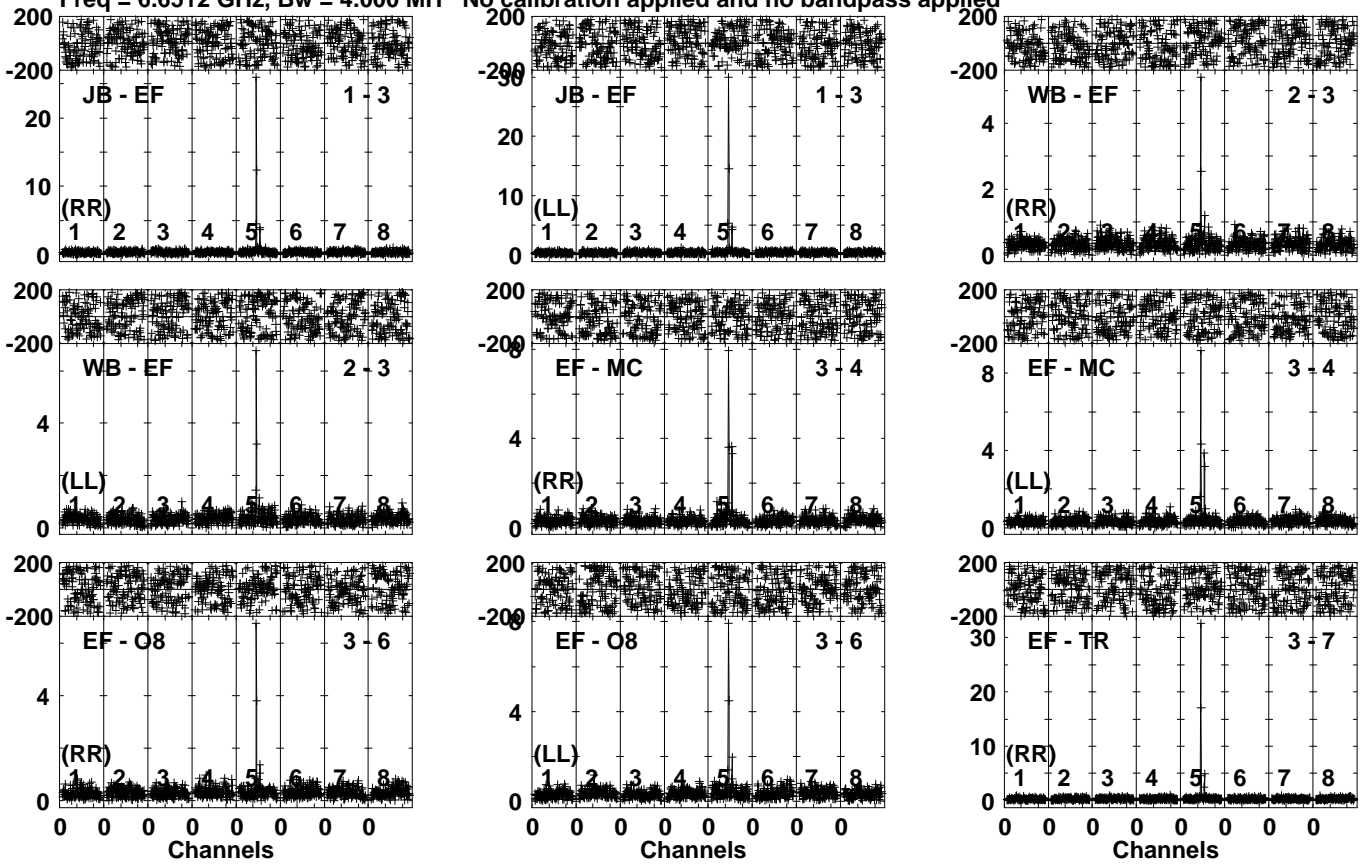 Freq = 6.6512 GHz, Bw = 4.000 MH No calibration applied and no bandpass applied
200 200 200
-200 -200 -200
JB - EF 1 - 3 30 JB - EF 1 - 3 WB - EF 2 - 3
20 20 4
10 10 2
(RR) (LL) (RR)
1 2 3 4 5 6 7 8 1 2 3 4 5 6 7 8 1 2 3 4 5 6 7 8
0 0 0
200 200 200
-200 -200 -200
WB - EF 2 - 3 8 EF - MC 3 - 4 8 EF - MC 3 - 4
4 4 4
(LL) (RR) (LL)
1 2 3 4 5 6 7 8 1 2 3 4 5 6 7 8 1 2 3 4 5 6 7 8
0 0 0
200 200 200
-200 -200 -200
EF - O8 3 - 6 8 EF - O8 3 - 6 30 EF - TR 3 - 7
4 4 20
10
(RR) (LL) (RR)
1 2 3 4 5 6 7 8 1 2 3 4 5 6 7 8 1 2 3 4 5 6 7 8
0 0 0
0 0 0 0 0 0 0 0 0 0 0 0 0 0 0 0 0 0 0 0 0 0 0 0
Channels Channels Channels